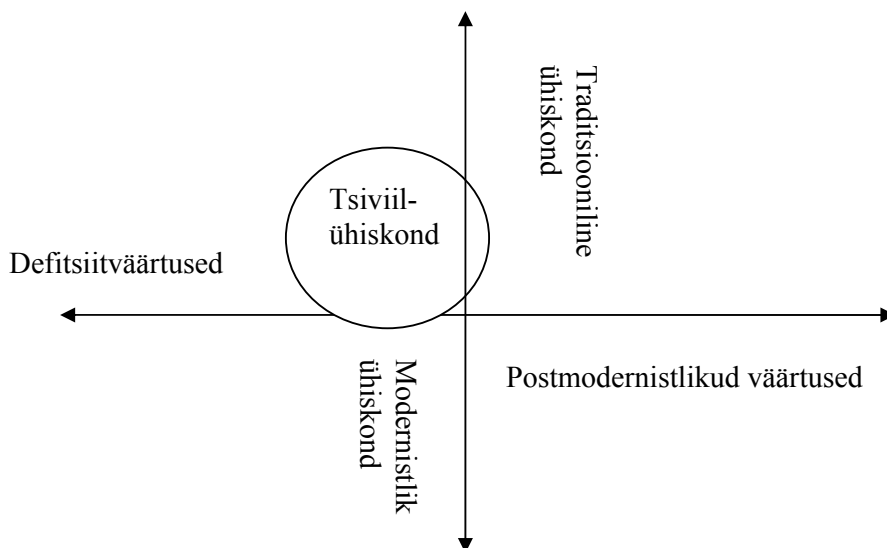 Traditsiooniline
ühiskond
Tsiviil-
ühiskond
Defitsiitväärtused
Modernistlik
ühiskond
Postmodernistlikud väärtused